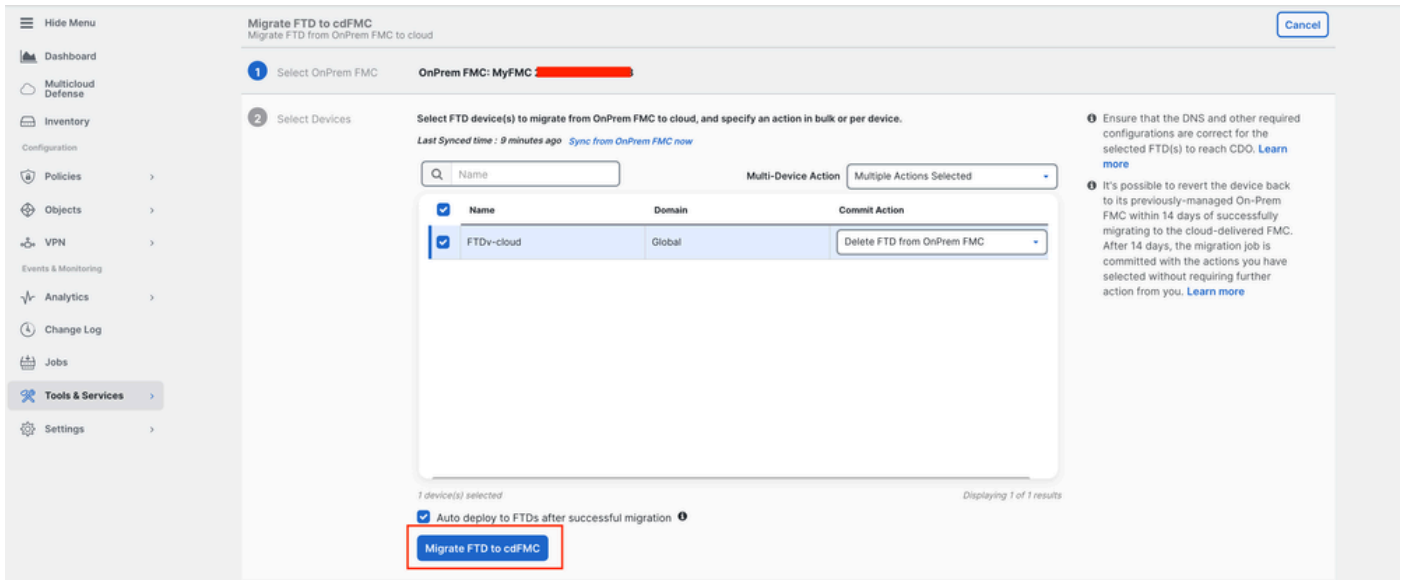 Hide Menu
Dashboard
Multicloud
Defense
Inventory
Configuration
Policies
Objects
VPN
Events & Monitoring
Analytics
Change Log
Jobs
Tools & Services
Settings
Migrate FTD to cdFMC
Migrate FTD from OnPrem FMC to cloud
Cancel
1 Select OnPrem FMC
OnPrem FMC: MyFMC
2 Select Devices
Select FTD device(s) to migrate from OnPrem FMC to cloud, and specify an action in bulk or per device.
Last Synced time : 9 minutes ago Sync from OnPrem FMC now
Name
Multi-Device Action Multiple Actions Selected
Name Domain Commit Action
FTDv-cloud Global Delete FTD from OnPrem FMC
1 device(s) selected
Displaying 1 of 1 results
Auto deploy to FTDs after successful migration
Migrate FTD to cdFMC
Ensure that the DNS and other required
configurations are correct for the
selected FTD(s) to reach CDO. Learn
more
It's possible to revert the device back
to its previously-managed On-Prem
FMC within 14 days of successfully
migrating to the cloud-delivered FMC.
After 14 days, the migration job is
committed with the actions you have
selected without requiring further
action from you. Learn more